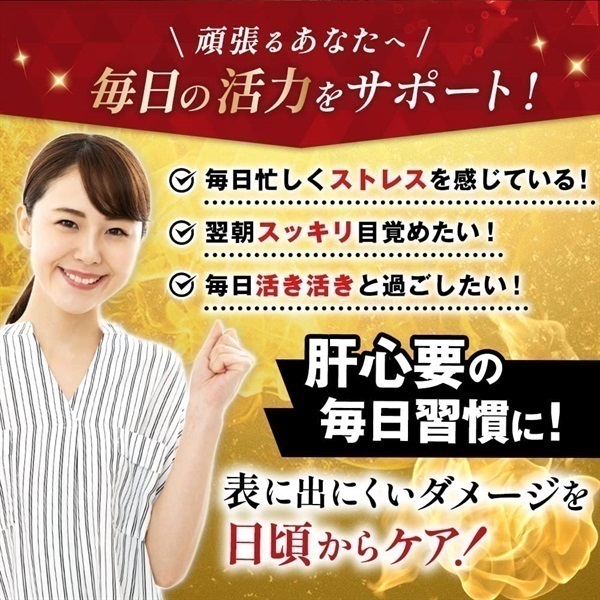 頑張るあなたへ
毎日の活力をサポート!
毎日忙しくストレスを感じている!
翌朝スッキリ目覚めたい!
毎日活き活きと過ごしたい!
肝心要の
毎日習慣に!
表に出にくいダメージを
日頃からケア!